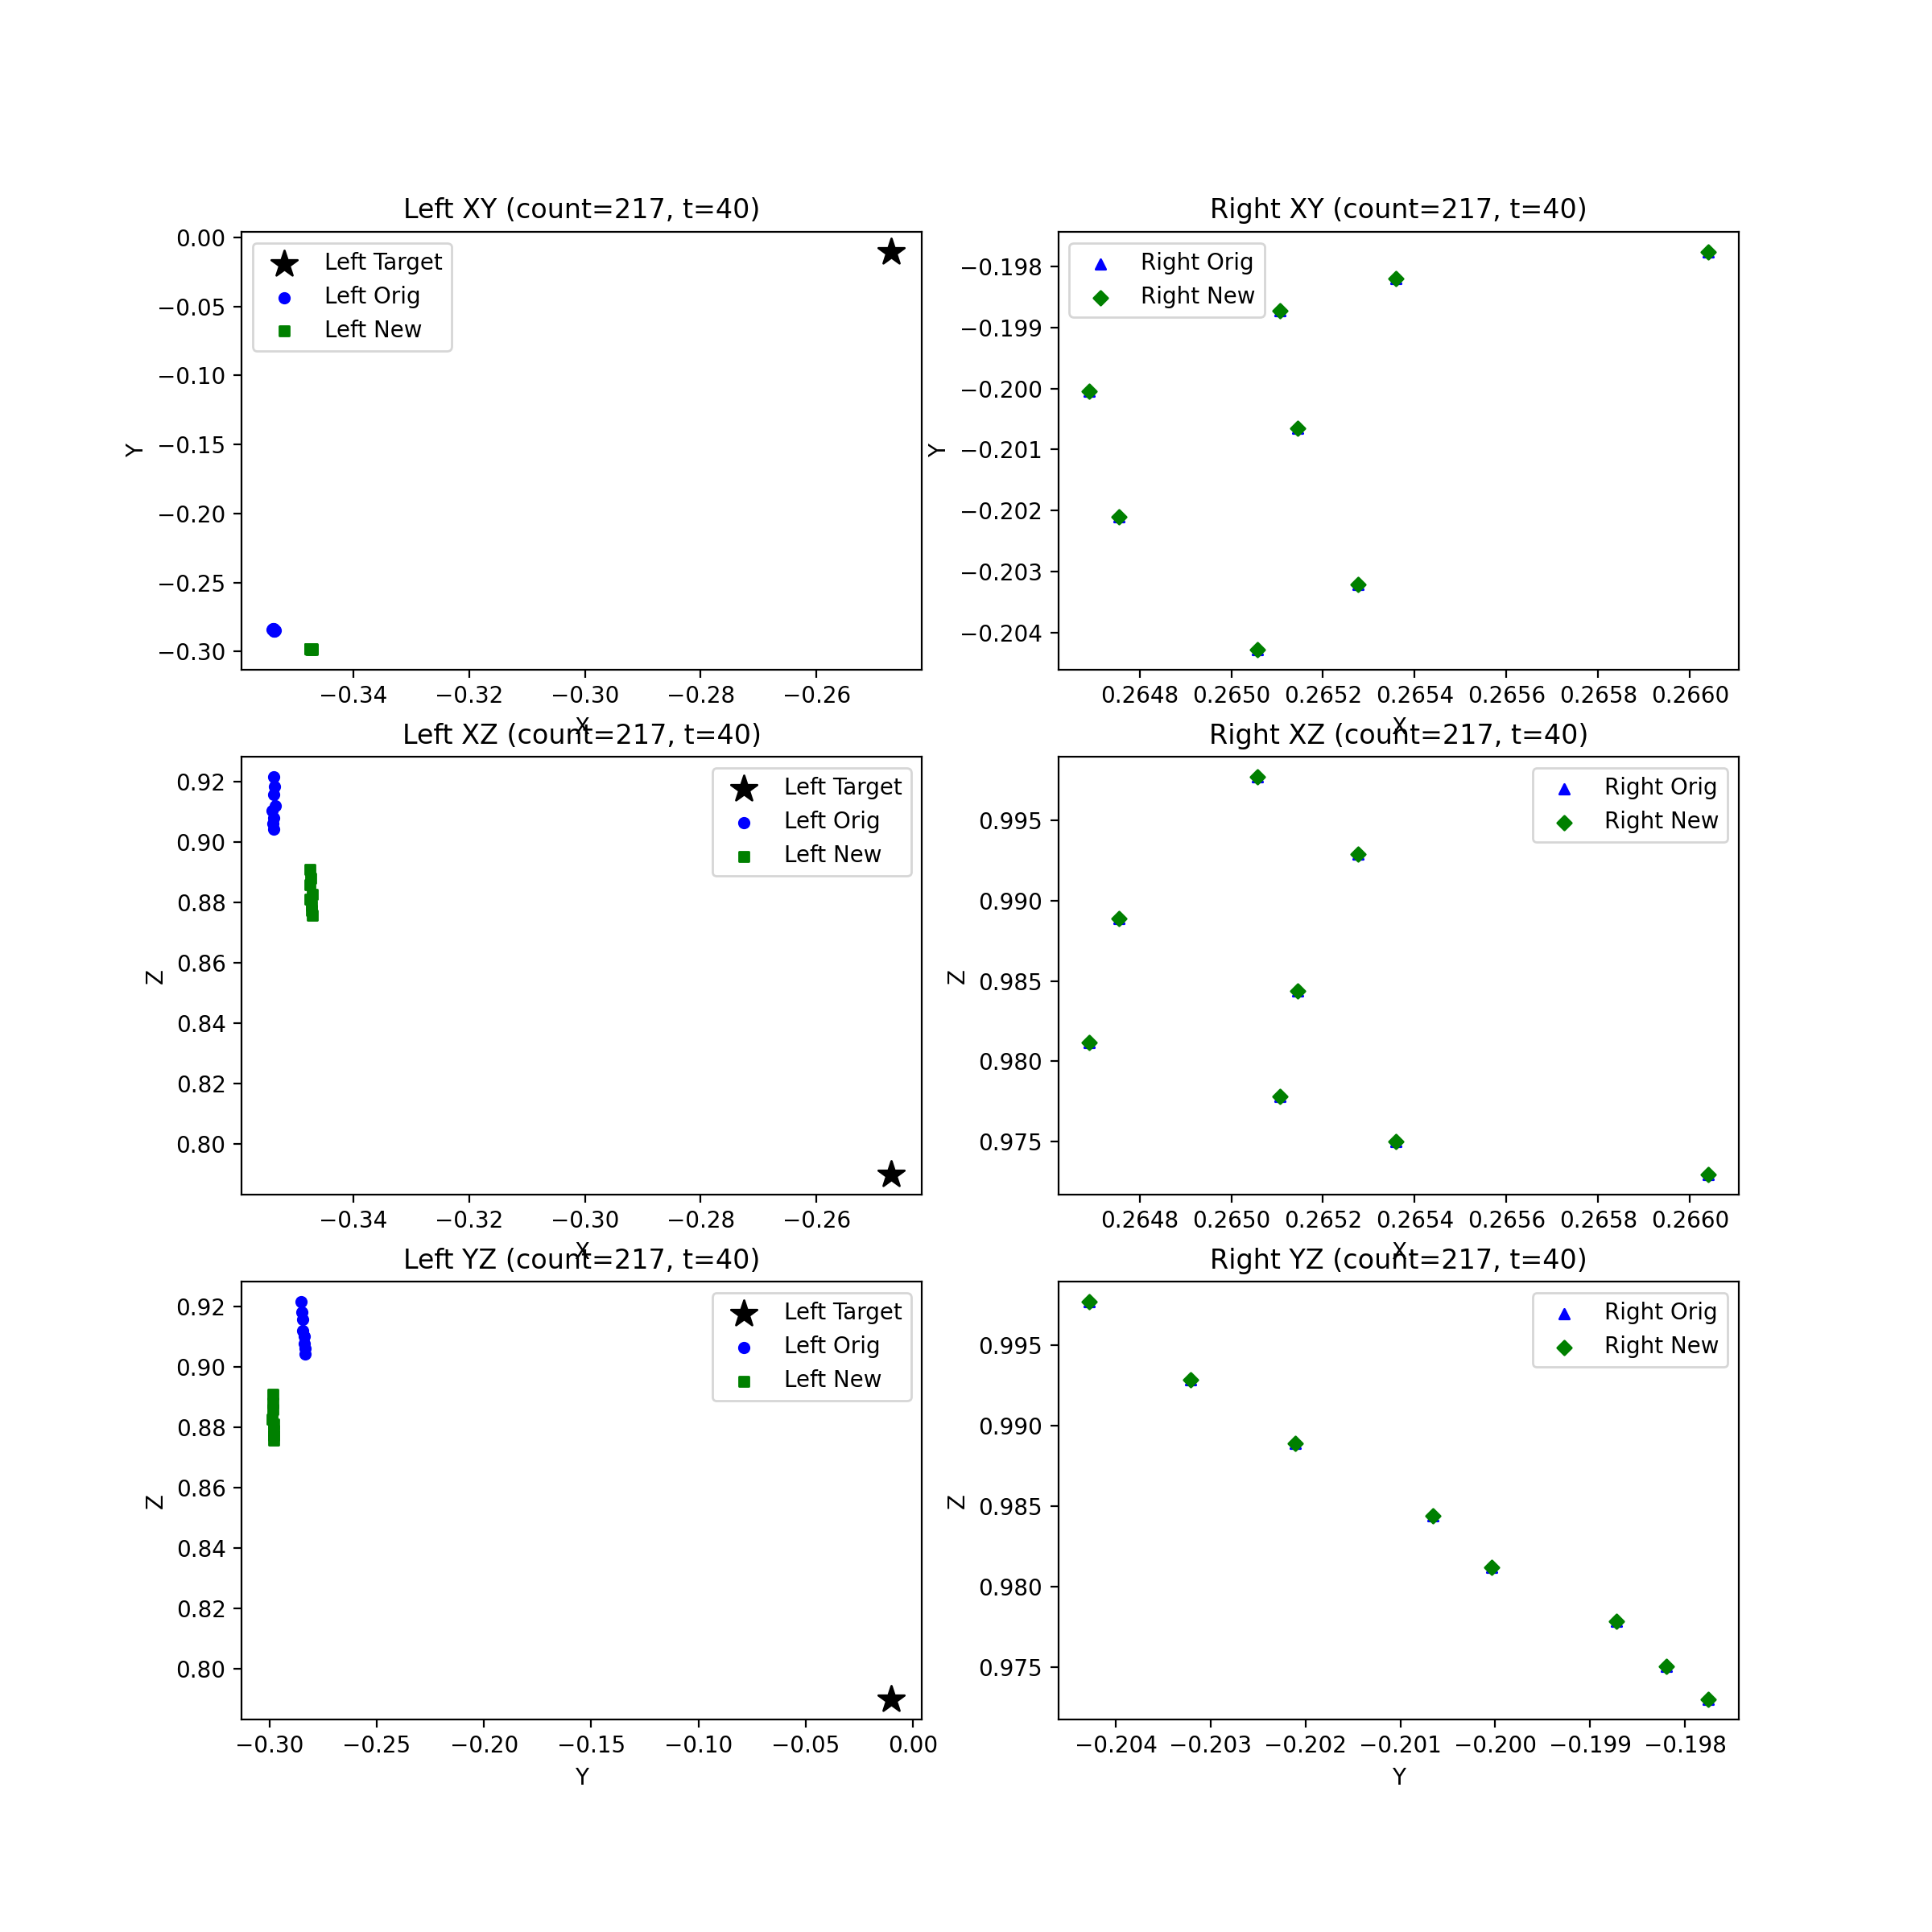 Left XY (count=217, t=40)
0.00
−0.05
−0.10
−0.15
−0.20
−0.25
−0.30
Y
Left Target
Left Orig
Left New
−0.34 −0.32 −0.30 −0.28 −0.26
X
Right XY (count=217, t=40)
−0.198
−0.199
−0.200
−0.201
−0.202
−0.203
−0.204
Y
Right Orig
Right New
0.2648 0.2650 0.2652 0.2654 0.2656 0.2658 0.2660
X
Left XZ (count=217, t=40)
0.92
0.90
0.88
0.86
0.84
0.82
0.80
Z
Left Target
Left Orig
Left New
−0.34 −0.32 −0.30 −0.28 −0.26
X
Right XZ (count=217, t=40)
0.995
0.990
0.985
0.980
0.975
Z
Right Orig
Right New
0.2648 0.2650 0.2652 0.2654 0.2656 0.2658 0.2660
X
Left YZ (count=217, t=40)
0.92
0.90
0.88
0.86
0.84
0.82
0.80
Z
Left Target
Left Orig
Left New
−0.30 −0.25 −0.20 −0.15 −0.10 −0.05 0.00
Y
Right YZ (count=217, t=40)
0.995
0.990
0.985
0.980
0.975
Z
Right Orig
Right New
−0.204 −0.203 −0.202 −0.201 −0.200 −0.199 −0.198
Y